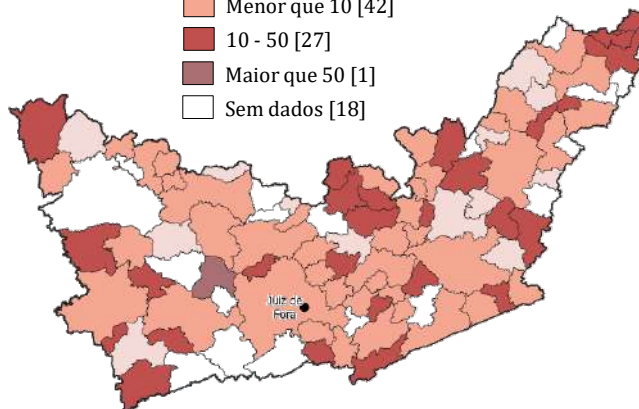 Menor que 10 [42]
10 - 50 [27]
Maior que 50 [1]
Sem dados [18]
Juiz de
Fora